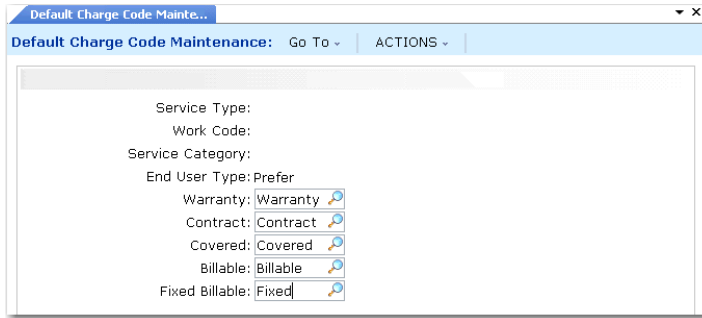 Default Charge Code Mainte...
Default Charge Code Maintenance: Go To ACTIONS
Service Type:
Work Code:
Service Category:
End User Type: Prefer
Warranty: Warranty
Contract: Contract
Covered: Covered
Billable: Billable
Fixed Billable: Fixed